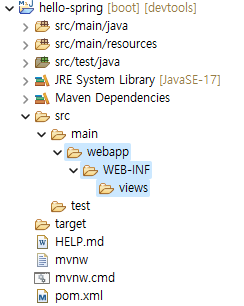 hello-spring [boot] [devtools]
src/main/java
src/main/resources
src/test/java
JRE System Library [JavaSE-17]
Maven Dependencies
src
main
webapp
WEB-INF
views
test
target
HELP.md
mvnw
mvnw.cmd
pom.xml